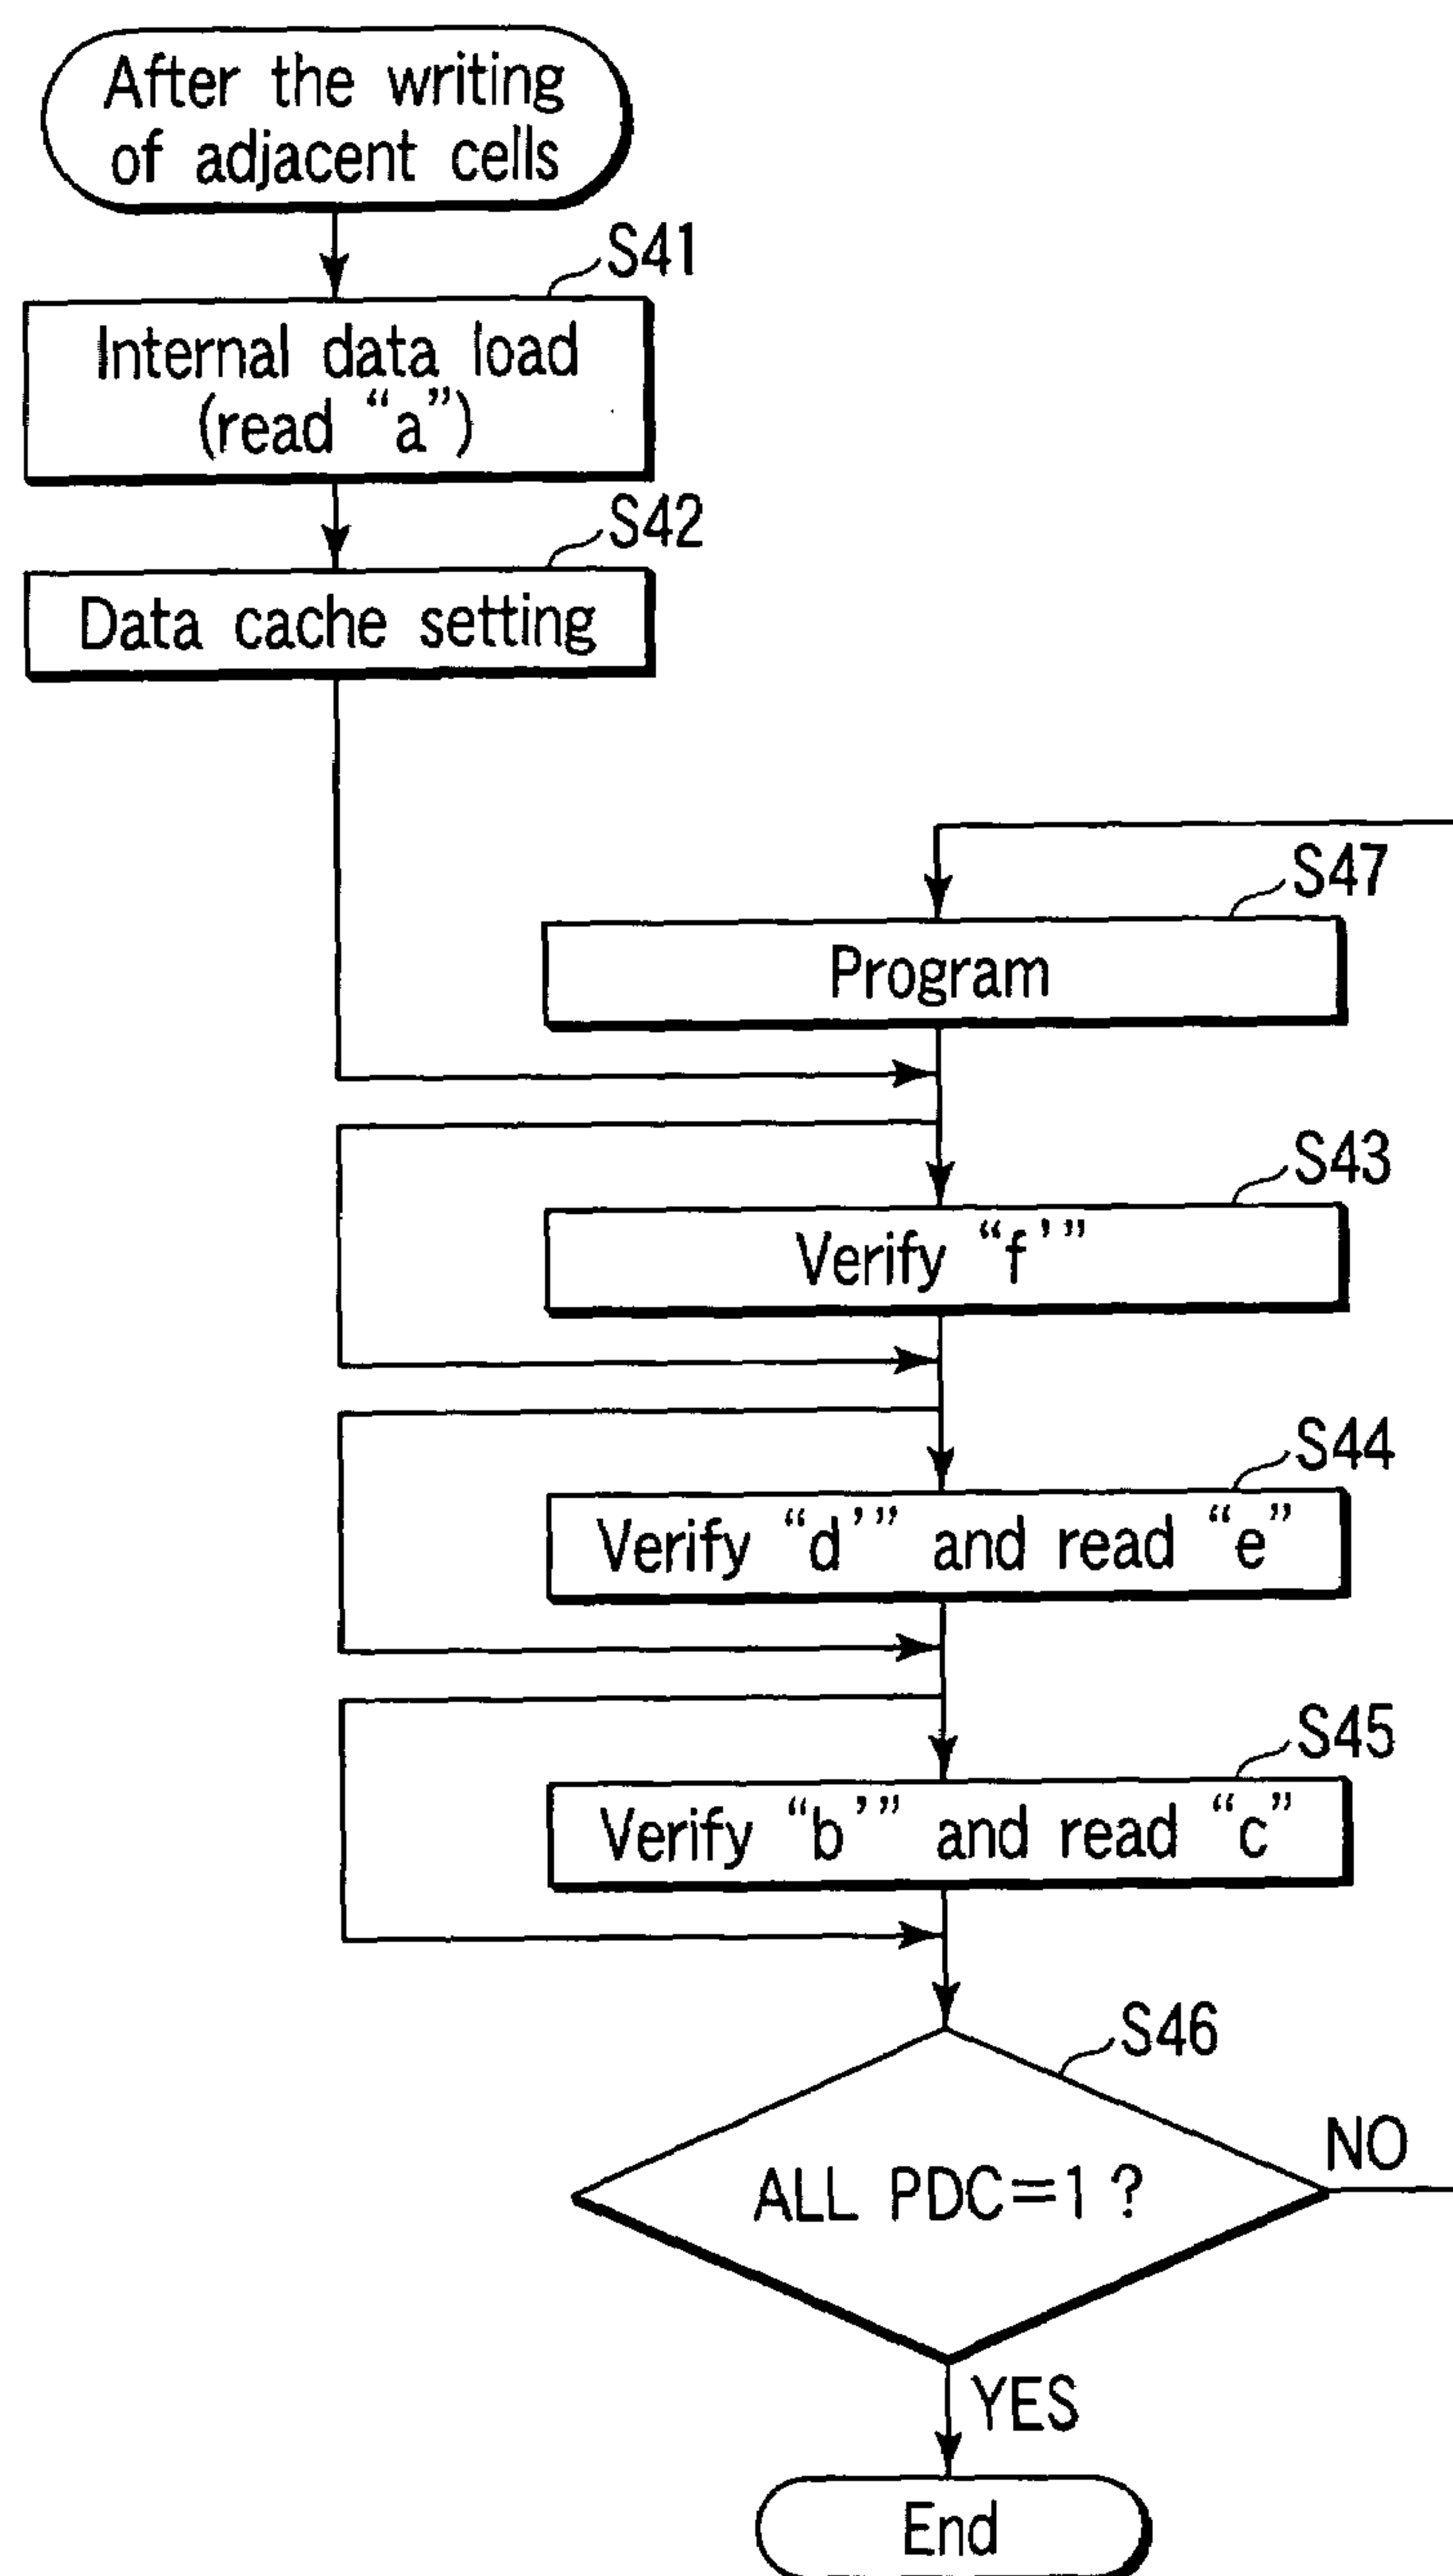 After the writing
of adjacent cells
S41
Internal data load
(read “a”)
S42
Data cache setting
S47
Program
S43
Verify “f'”
S44
Verify “d'” and read “e”
S45
Verify “b'” and read “c”
S46
ALL PDC=1 ?
NO
YES
End